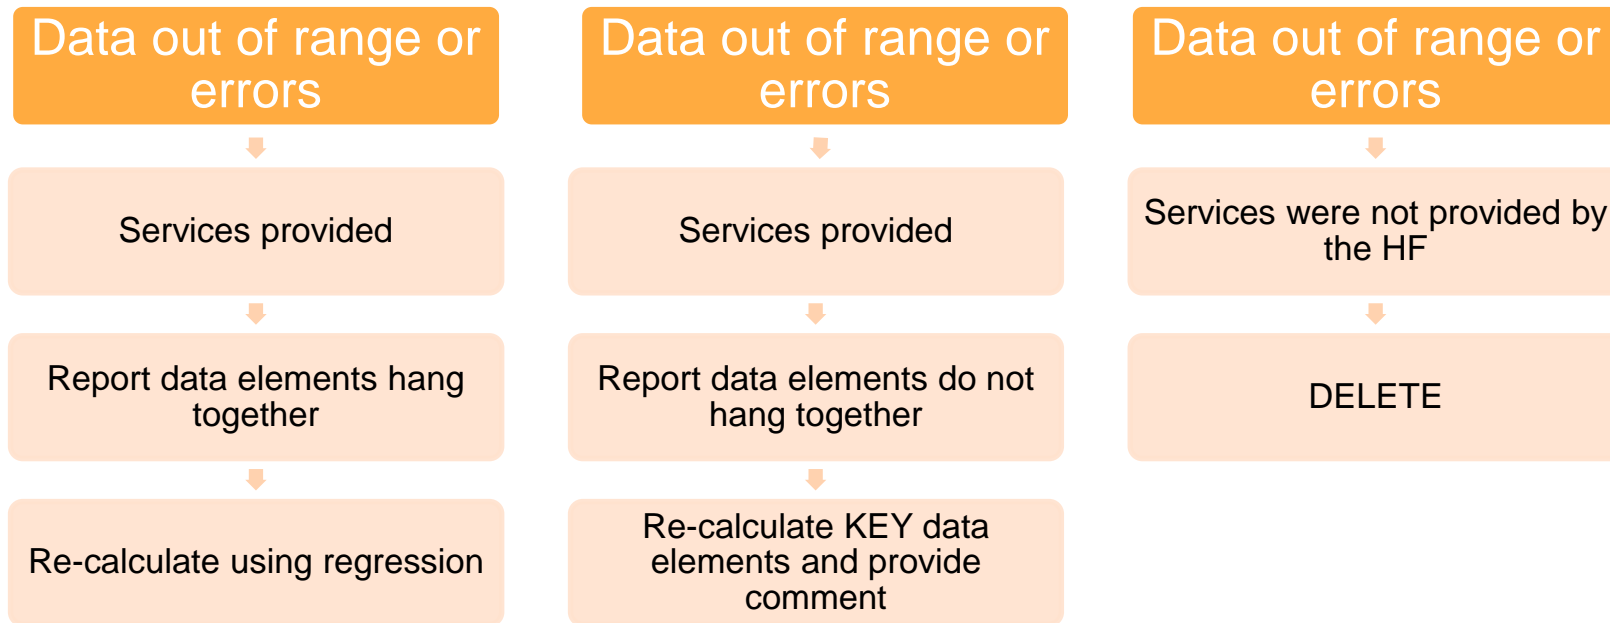 Data out of range or
errors
Services provided
Report data elements hang
together
Re-calculate using regression
Data out of range or
errors
Services provided
Report data elements do not
hang together
Re-calculate KEY data
elements and provide
comment
Data out of range or
errors
Services were not provided by
the HF
DELETE